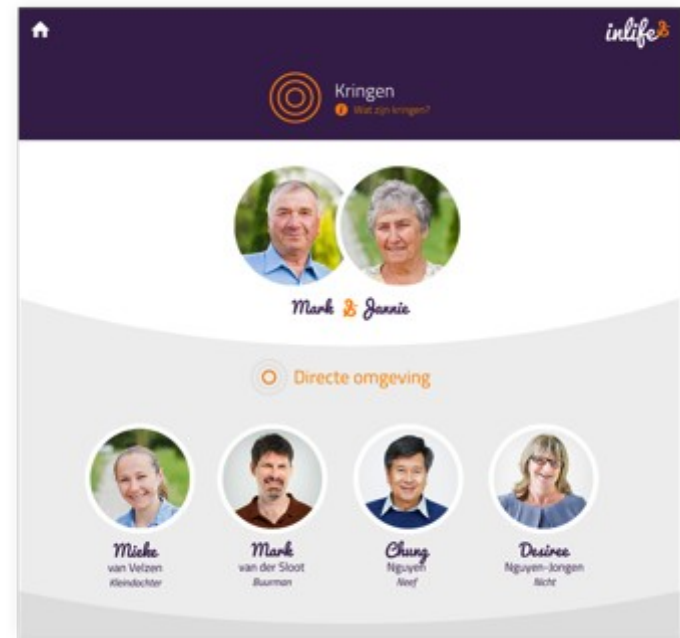 inlife&
Kringen
i Wat zijn kringen?
Mark & Jannie
Directe omgeving
Mieke
van Velzen
Kleindochter
Mark
van der Sloot
Buurman
Chung
Nguyen
Neef
Desiree
Nguyen-Jongen
Nicht